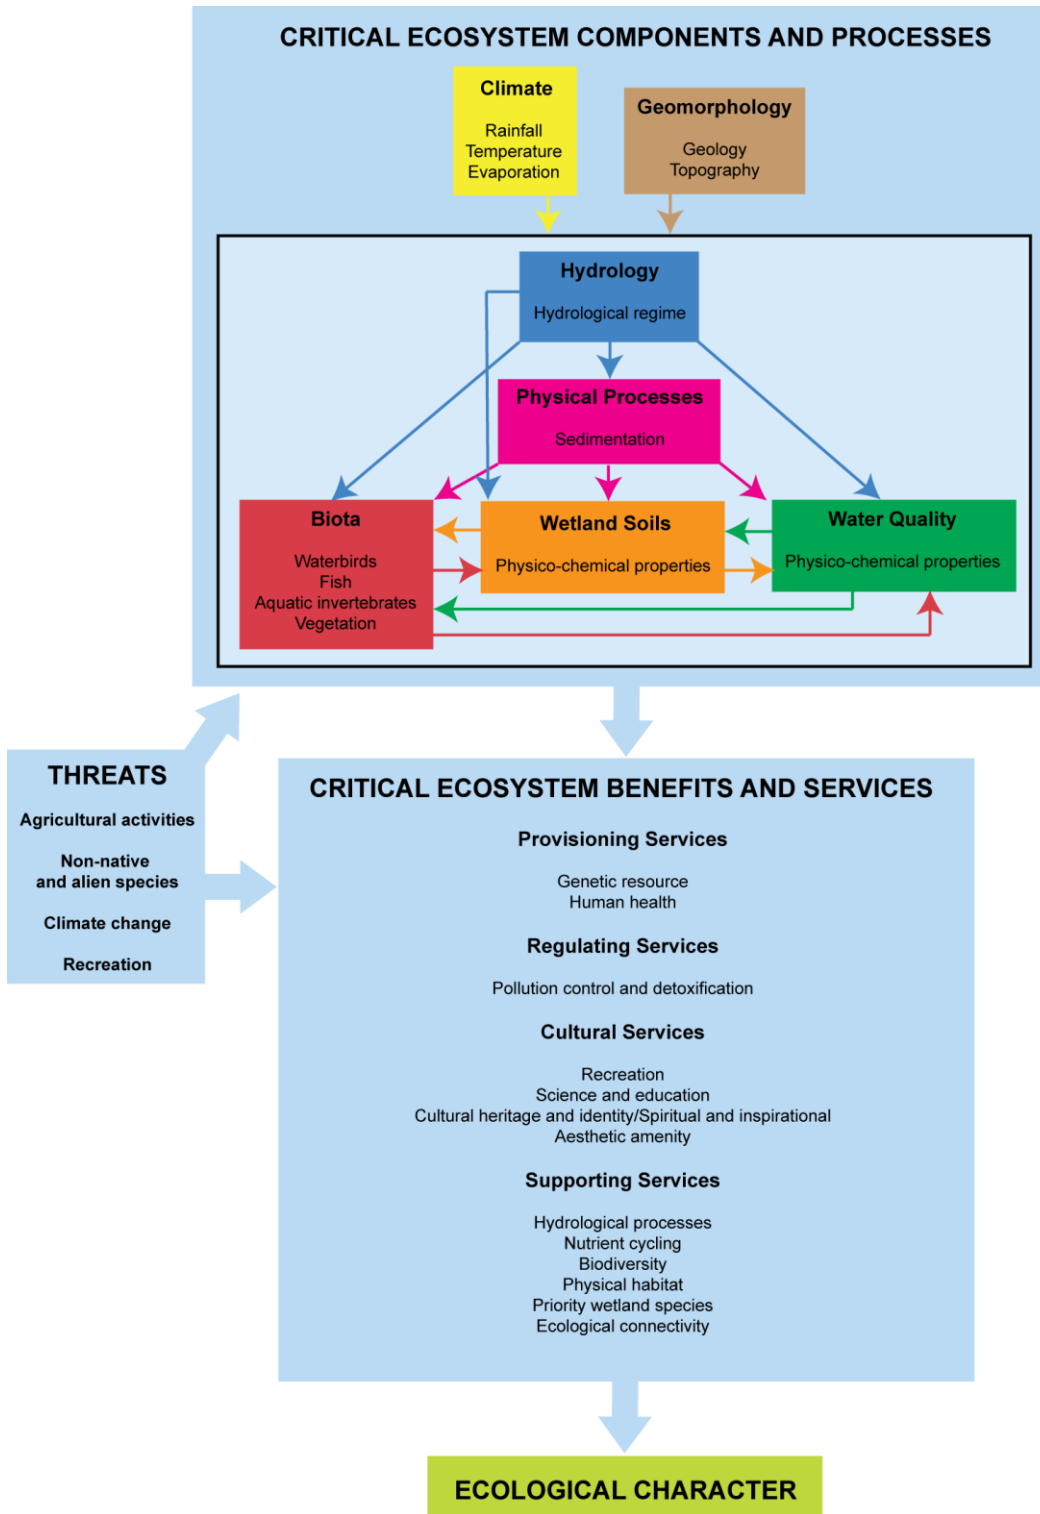 CRITICAL ECOSYSTEM COMPONENTS AND PROCESSES
Climate
Rainfall
Temperature
Evaporation
Geomorphology
Geology
Topography
Hydrology
Hydrological regime
Physical Processes
Sedimentation
Biota
Waterbirds
Fish
Aquatic invertebrates
Vegetation
Wetland Soils
Physico-chemical properties
Water Quality
Physico-chemical properties
THREATS
Agricultural activities
Non-native
and alien species
Climate change
Recreation
CRITICAL ECOSYSTEM BENEFITS AND SERVICES
Provisioning Services
Genetic resource
Human health
Regulating Services
Pollution control and detoxification
Cultural Services
Recreation
Science and education
Cultural heritage and identity/Spiritual and inspirational
Aesthetic amenity
Supporting Services
Hydrological processes
Nutrient cycling
Biodiversity
Physical habitat
Priority wetland species
Ecological connectivity
ECOLOGICAL CHARACTER